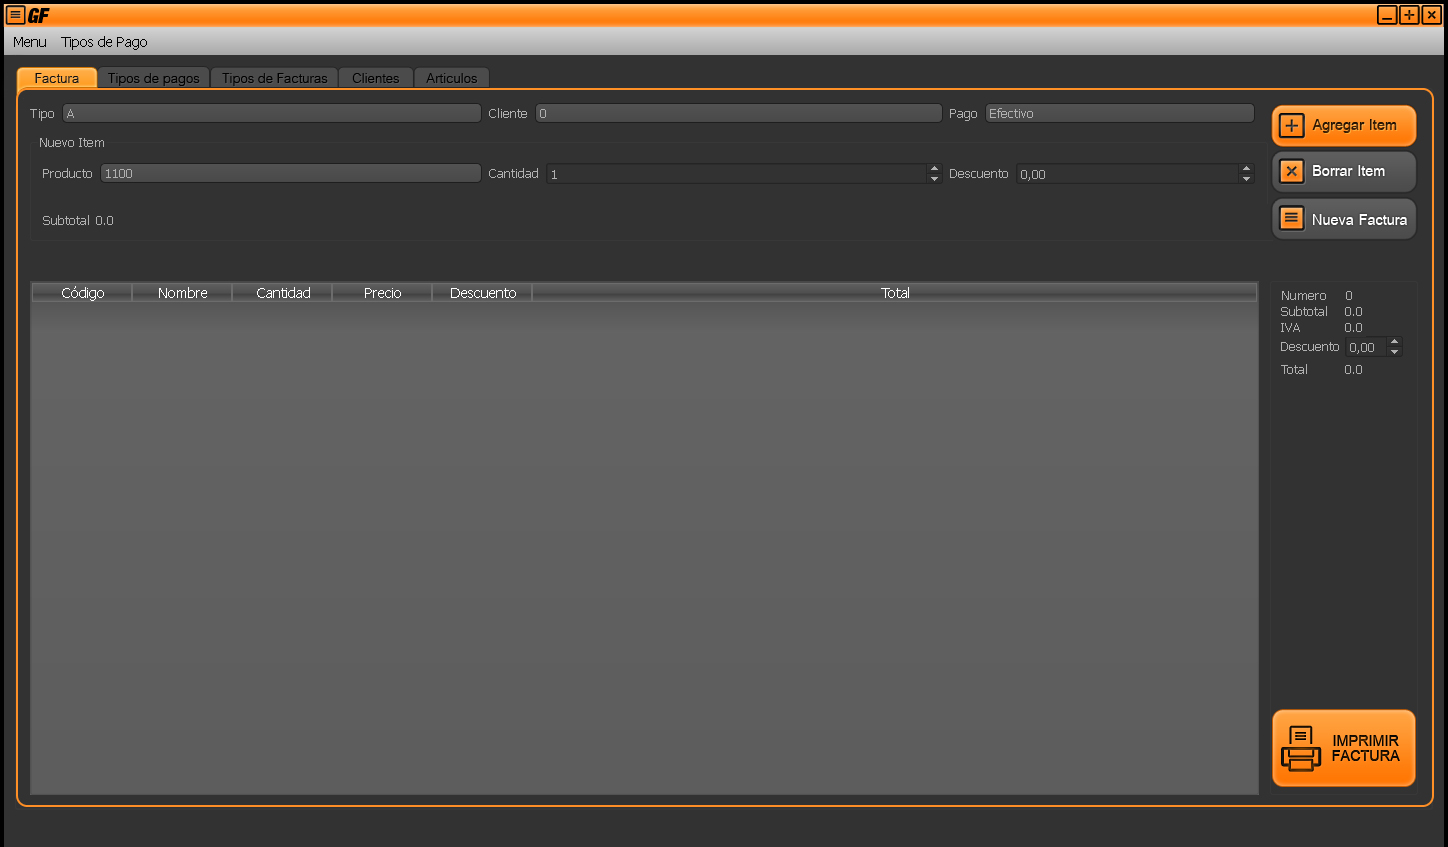 GF
Menu Tipos de Pago
Factura Tipos de pagos Tipos de Facturas Clientes Articulos
Tipo A Cliente 0 Pago Efectivo
Agregar Item
Nuevo Item
Producto 1100 Cantidad 1 Descuento 0,00
Borrar Item
Subtotal 0.0
Nueva Factura
Código Nombre Cantidad Precio Descuento Total
Numero 0
Subtotal 0.0
IVA 0.0
Descuento 0,00
Total 0.0
IMPRIMIR
FACTURA